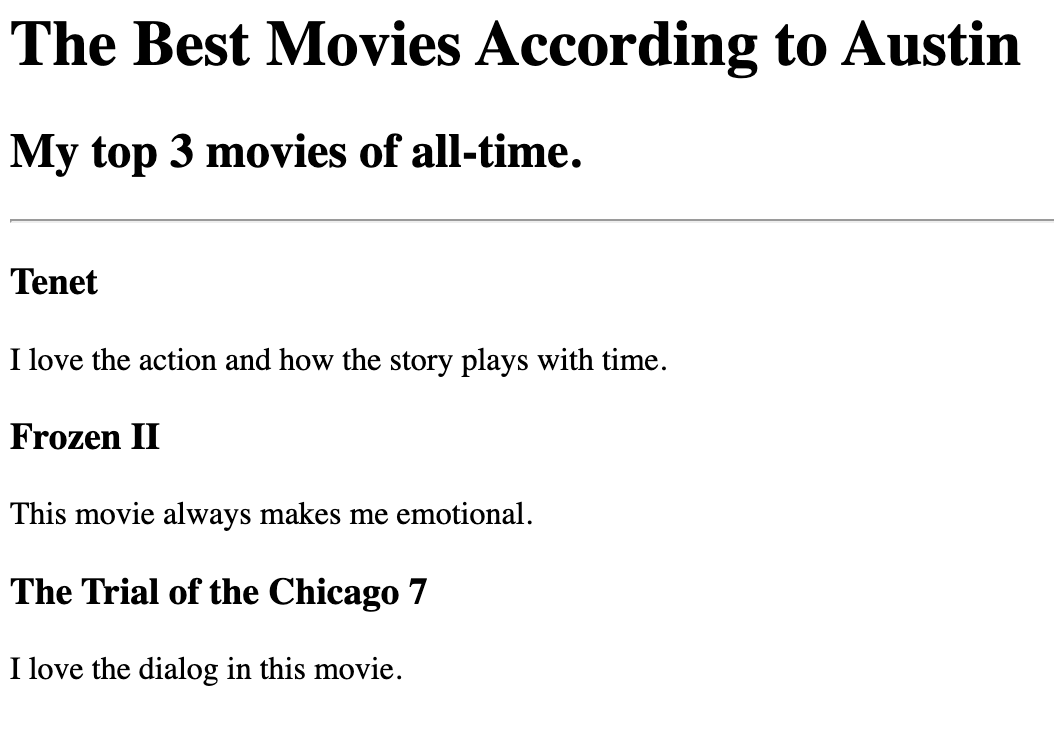 The Best Movies According to Austin
My top 3 movies of all-time.
Tenet
I love the action and how the story plays with time.
Frozen II
This movie always makes me emotional.
The Trial of the Chicago 7
I love the dialog in this movie.